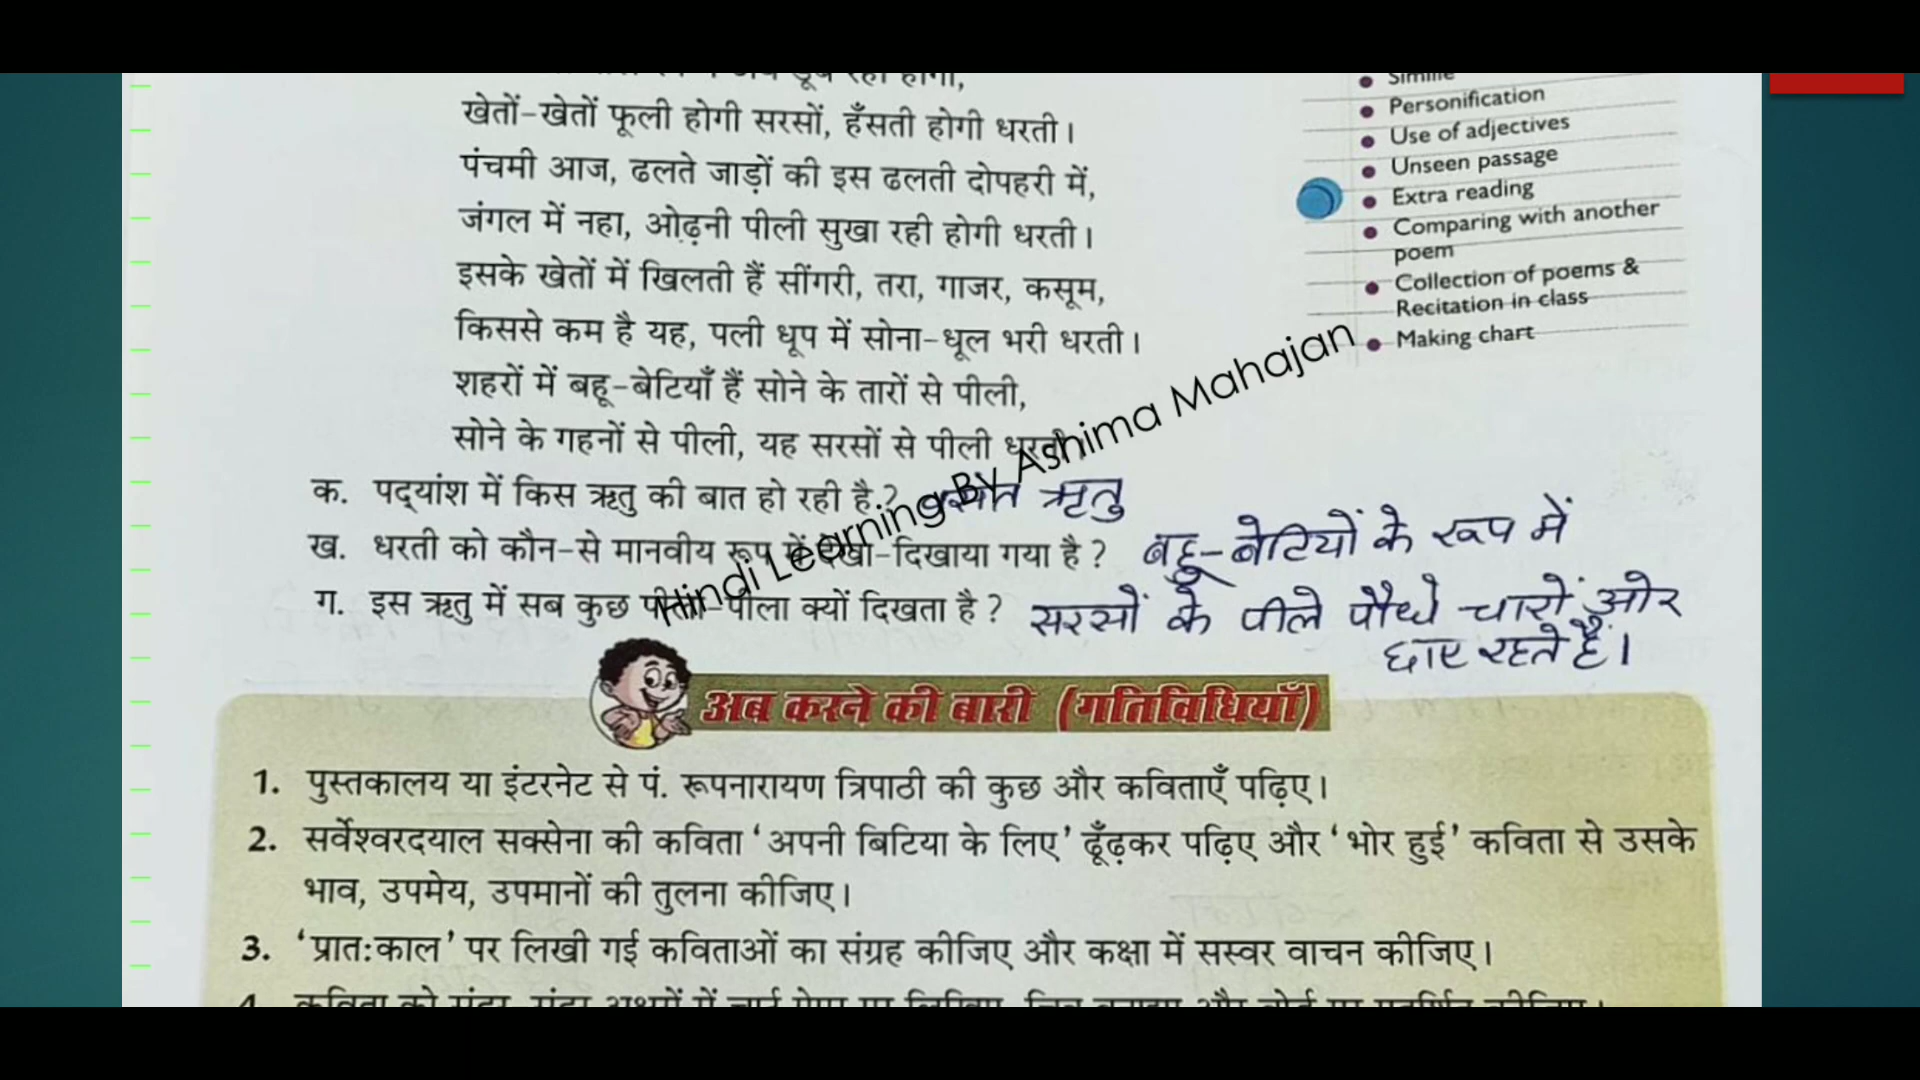 खेतों-खेतों फूली होगी सरसों, हँसती होगी धरती।
पंचमी आज, ढलते जाड़ों की इस ढलती दोपहरी में,
जंगल में नहा, ओढ़नी पीली सुखा रही होगी धरती।
इसके खेतों में खिलती हैं सींगरी, तरा, गाजर, कसूम,
किससे कम है यह, पली धूप में सोना-धूल भरी धरती।
शहरों में बहू-बेटियाँ हैं सोने के तारों से पीली,
सोने के गहनों से पीली, यह सरसों से पीली धरती
Simile
Personification
Use of adjectives
Unseen passage
Extra reading
Comparing with another
poem
Collection of poems &
Recitation in class
Making chart
Hindi Learning BY Ashima Mahajan
क. पद्यांश में किस ऋतु की बात हो रही है? ऋतु
ख. धरती को कौन-से मानवीय रूप में देखा-दिखाया गया है? बहू-बेटियों के रूप में
ग. इस ऋतु में सब कुछ पीला-पीला क्यों दिखता है? सरसों के पीले पौधे चारों ओर
छाए रहते हैं।
अब करने की बारी (गतिविधियाँ)
1. पुस्तकालय या इंटरनेट से पं. रूपनारायण त्रिपाठी की कुछ और कविताएँ पढ़िए।
2. सर्वेश्वरदयाल सक्सेना की कविता 'अपनी बिटिया के लिए' ढूँढ़कर पढ़िए और 'भोर हुई' कविता से उसके
भाव, उपमेय, उपमानों की तुलना कीजिए।
3. 'प्रात:काल' पर लिखी गई कविताओं का संग्रह कीजिए और कक्षा में सस्वर वाचन कीजिए।